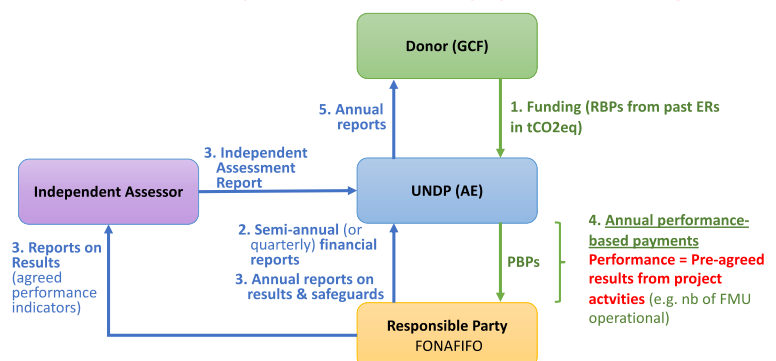 Donor (GCF)
5. Annual
reports
1. Funding (RBPs from past ERs
in tCO2eq)
3. Independent
Assessment
Report
Independent Assessor
UNDP (AE)
2. Semi-annual (or
quarterly) financial
reports
3. Annual reports on
results & safeguards
3. Reports on
Results
(agreed
performance
indicators)
PBPs
4. Annual performance-
based payments
Performance = Pre-agreed
results from project
actvities (e.g. nb of FMU
operational)
Responsible Party
FONAFIFO